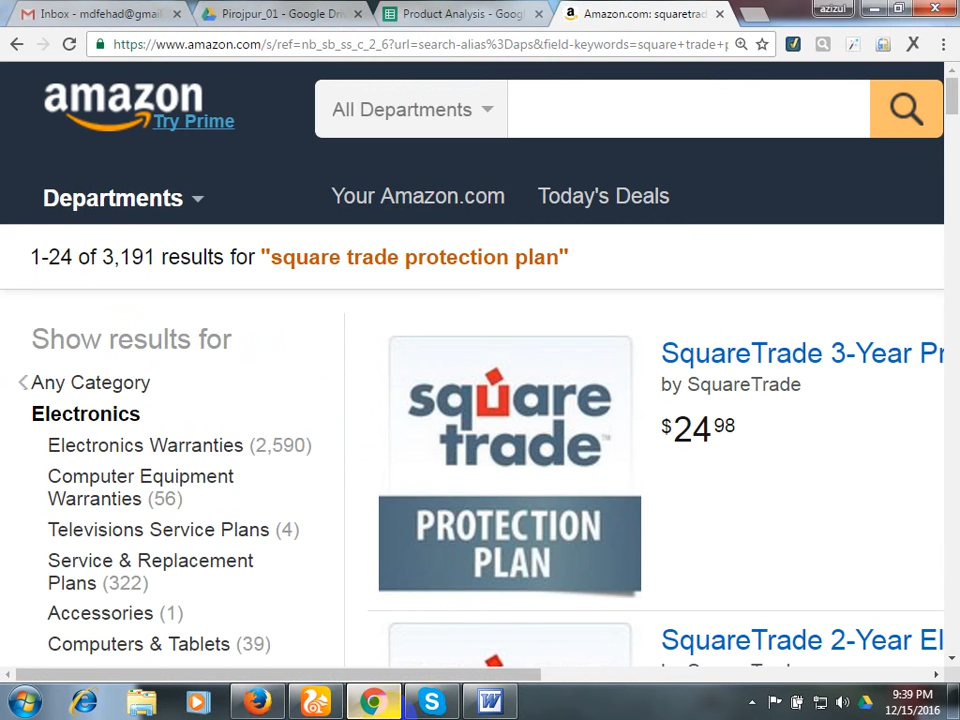 Inbox - mdfehad@gmail
Pirojpur_01 - Google Dri
Product Analysis - Goog
Amazon.com: squaretrad
azizul
https://www.amazon.com/s/ref=nb_sb_ss_c_2_6?url=search-alias%3Daps&field-keywords=square+trade+p
amazon
Try Prime
All Departments
Departments
Your Amazon.com
Today's Deals
1-24 of 3,191 results for "square trade protection plan"
Show results for
Any Category
Electronics
Electronics Warranties (2,590)
Computer Equipment
Warranties (56)
Televisions Service Plans (4)
Service & Replacement
Plans (322)
Accessories (1)
Computers & Tablets (39)
square
trade™
PROTECTION
PLAN
SquareTrade 3-Year Pr
by SquareTrade
$24 98
SquareTrade 2-Year El
9:39 PM
12/15/2016